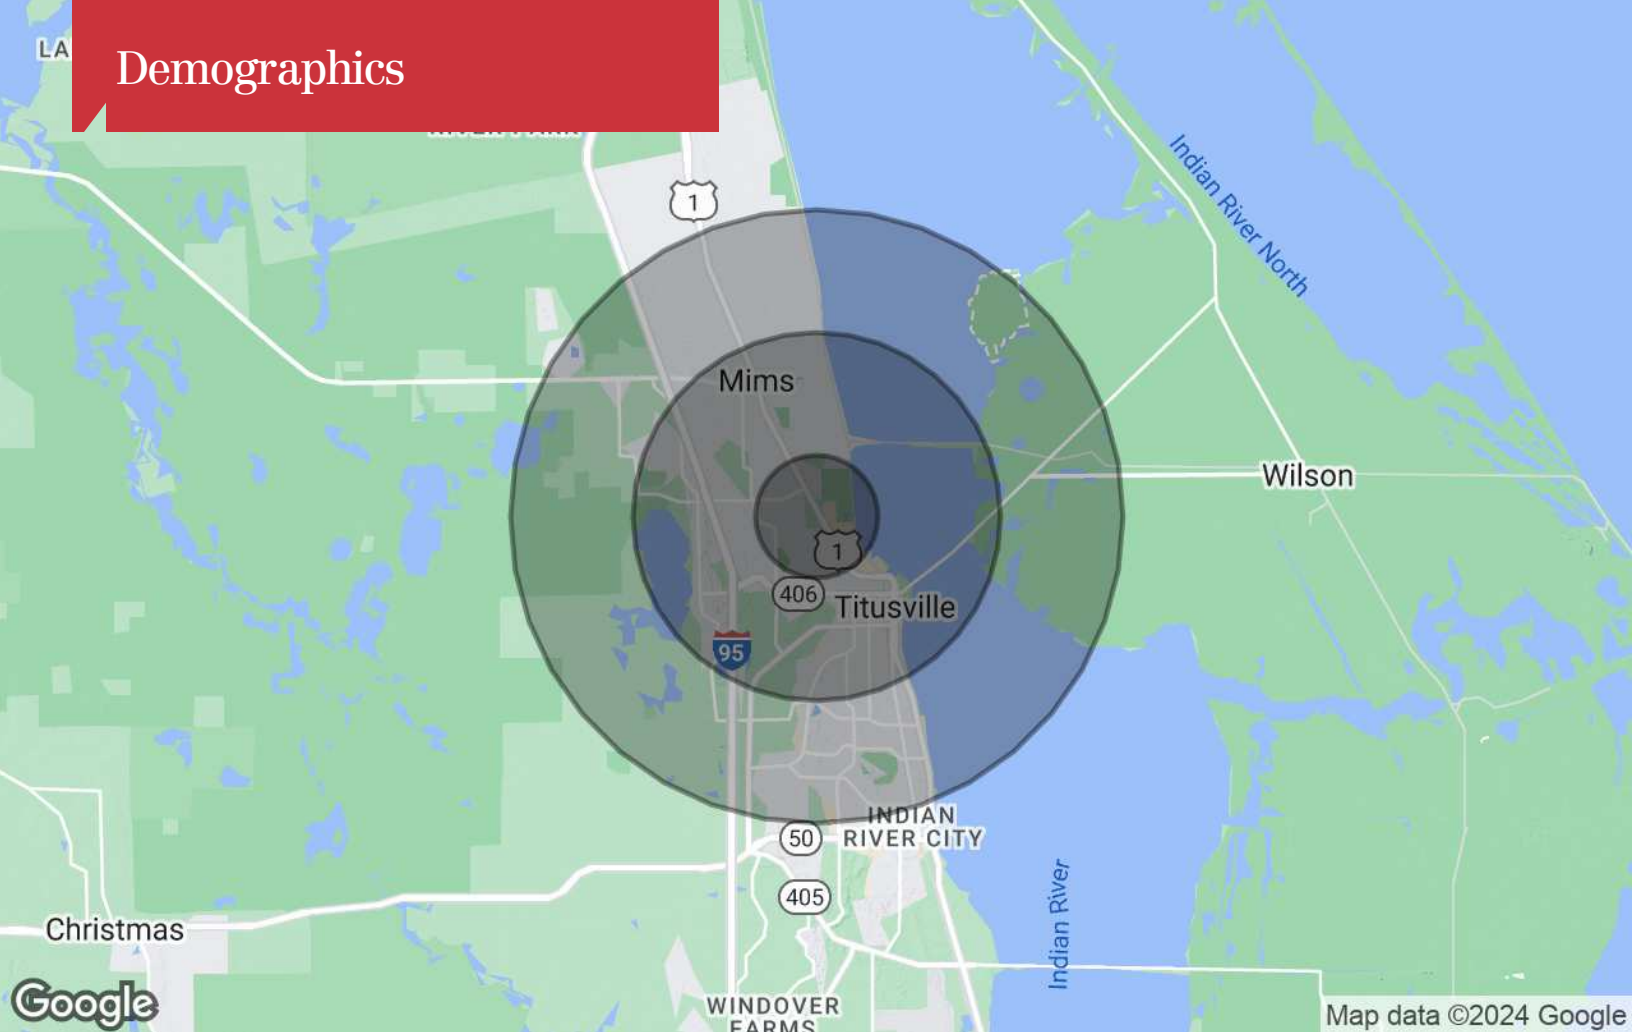 LA
Demographics
1
Indian River North
Mims
Wilson
1
406
Titusville
95
INDIAN
RIVER CITY
50
405
Christmas
Indian River
Google
WINDOVER
FARMS
Map data ©2024 Google